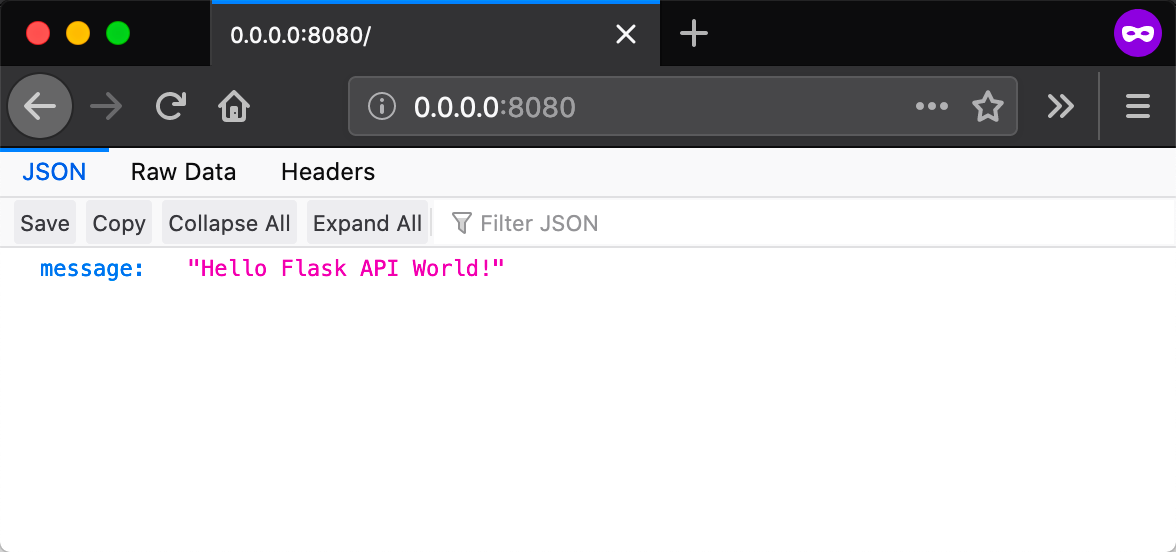 0.0.0.0:8080/
0.0.0.0:8080
JSON Raw Data Headers
Save Copy Collapse All Expand All Filter JSON
message: "Hello Flask API World!"